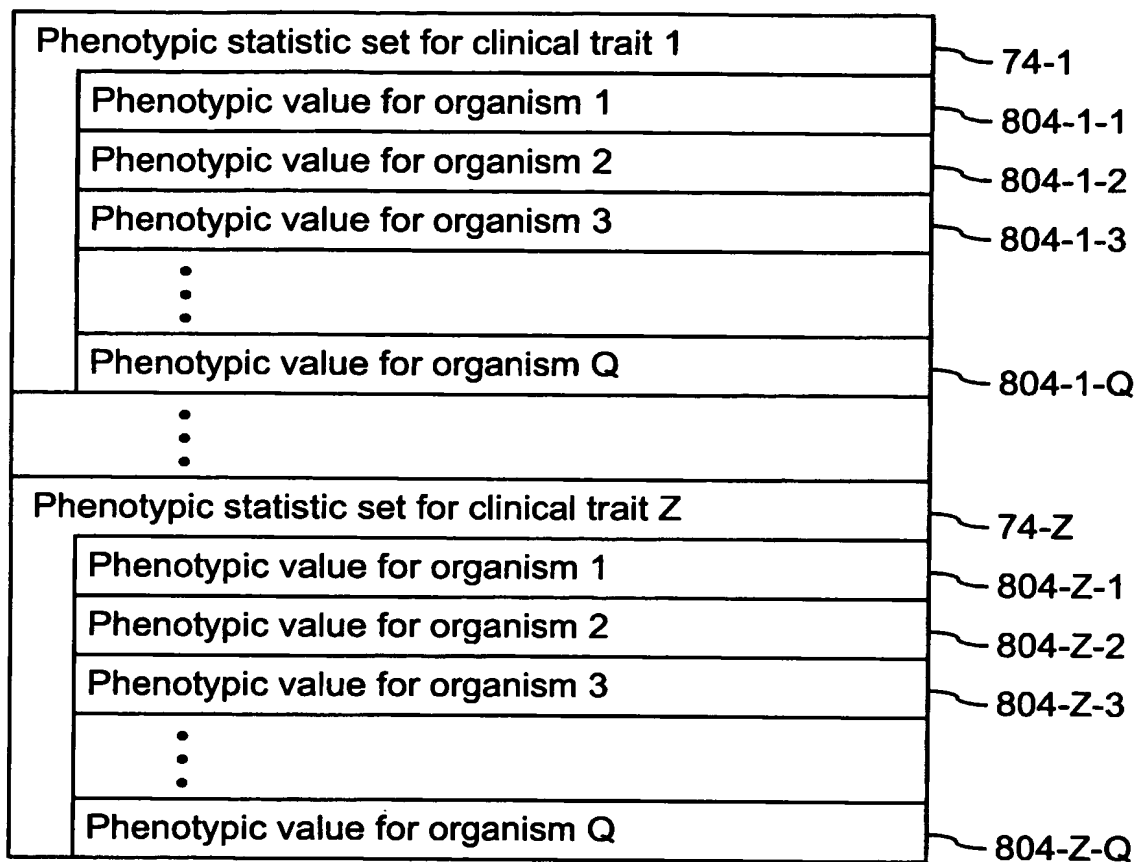 Phenotypic statistic set for clinical trait 1
74-1
Phenotypic value for organism 1
804-1-1
Phenotypic value for organism 2
804-1-2
Phenotypic value for organism 3
804-1-3
Phenotypic value for organism Q
804-1-Q
Phenotypic statistic set for clinical trait Z
74-Z
Phenotypic value for organism 1
804-Z-1
Phenotypic value for organism 2
804-Z-2
Phenotypic value for organism 3
804-Z-3
Phenotypic value for organism Q
804-Z-Q